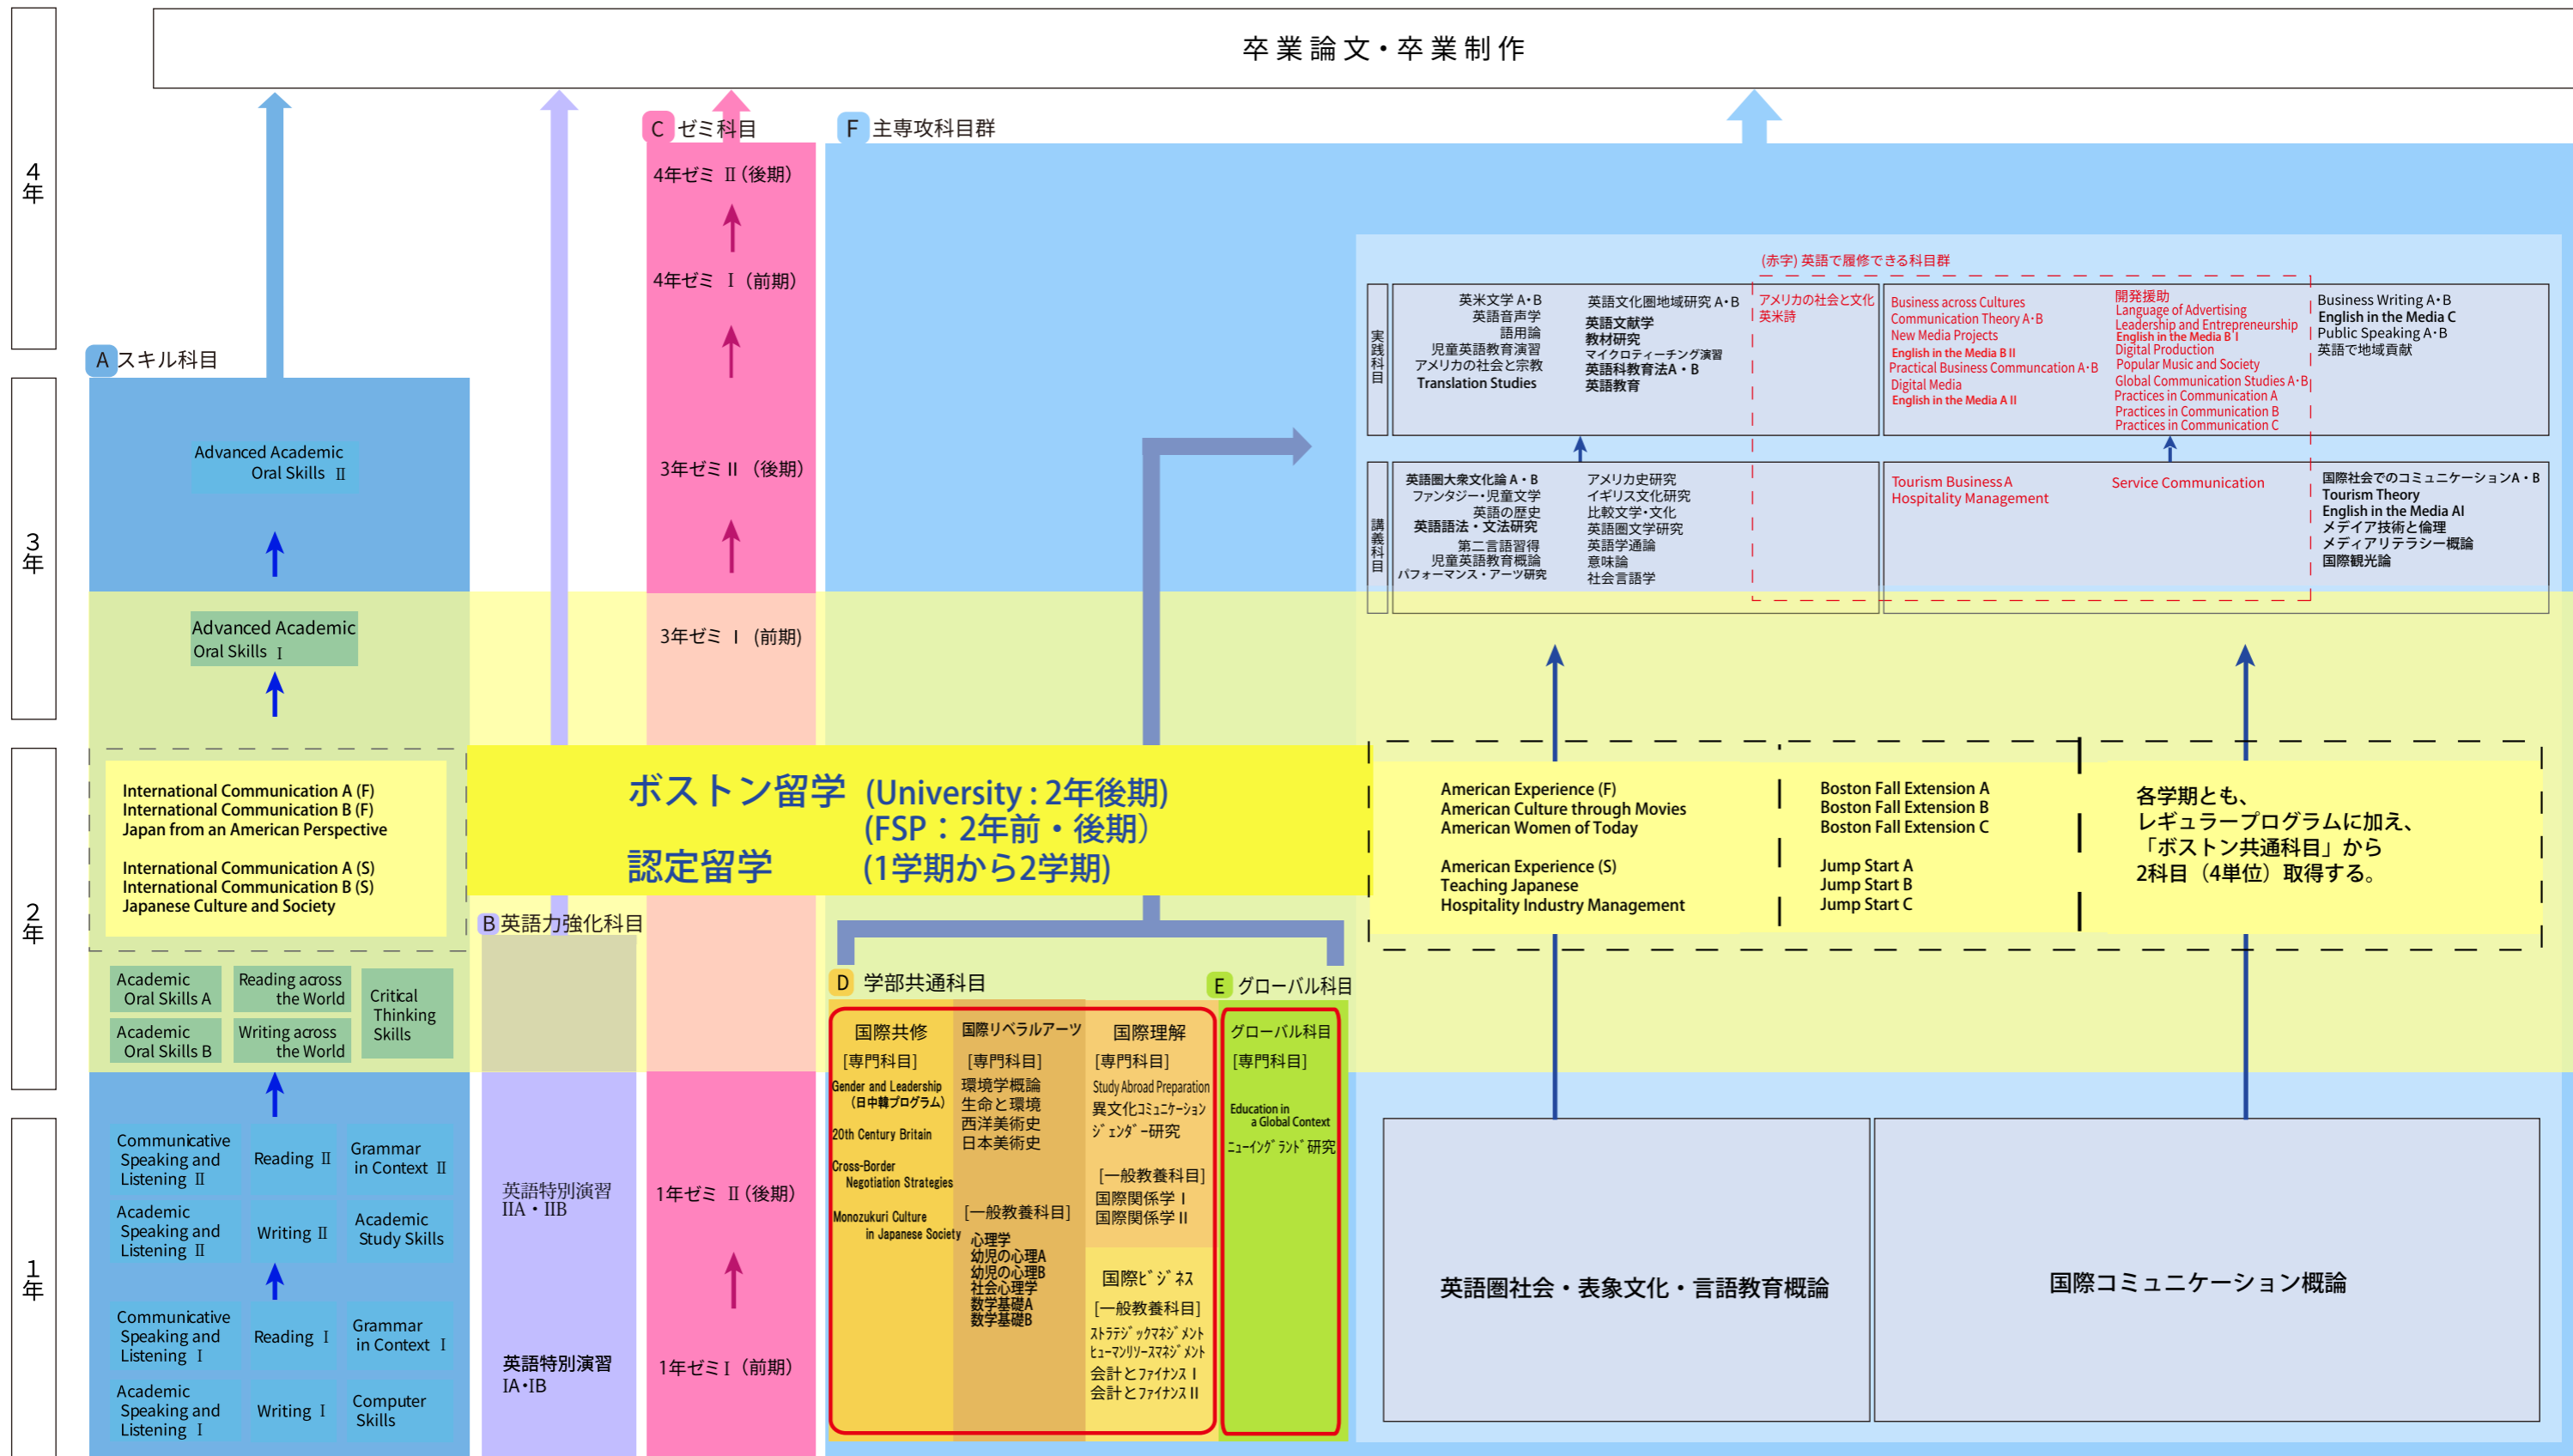 卒業論文・卒業制作
4年
3年
2年
1年
A スキル科目
Advanced Academic
Oral Skills Ⅱ
Advanced Academic
Oral Skills Ⅰ
International Communication A (F)
International Communication B (F)
Japan from an American Perspective
International Communication A (S)
International Communication B (S)
Japanese Culture and Society
Academic
Oral Skills A
Reading across
the World
Critical
Thinking
Skills
Academic
Oral Skills B
Writing across
the World
Communicative
Speaking and
Listening Ⅱ
Reading Ⅱ
Grammar
in Context Ⅱ
Academic
Speaking and
Listening Ⅱ
Writing Ⅱ
Academic
Study Skills
Communicative
Speaking and
Listening Ⅰ
Reading Ⅰ
Grammar
in Context Ⅰ
Academic
Speaking and
Listening Ⅰ
Writing Ⅰ
Computer
Skills
B 英語力強化科目
英語特別演習
ⅡA・ⅡB
英語特別演習
ⅠA・ⅠB
C ゼミ科目
4年ゼミ Ⅱ（後期）
4年ゼミ Ⅰ（前期）
3年ゼミⅡ（後期）
3年ゼミ Ⅰ (前期)
1年ゼミ Ⅱ（後期）
1年ゼミⅠ（前期）
ボストン留学 (University : 2年後期)
(FSP：2年前・後期）
認定留学 (1学期から2学期)
D 学部共通科目
国際共修
[専門科目]
Gender and Leadership
（日中韓プログラム）
20th Century Britain
Cross-Border
Negotiation Strategies
Monozukuri Culture
in Japanese Society
国際リベラルアーツ
[専門科目]
環境学概論
生命と環境
西洋美術史
日本美術史
[一般教養科目]
心理学
幼児の心理A
幼児の心理B
社会心理学
数学基礎A
数学基礎B
国際理解
[専門科目]
Study Abroad Preparation
異文化コミュニケーション
ジェンダー研究
[一般教養科目]
国際関係学Ⅰ
国際関係学Ⅱ
国際ビジネス
[一般教養科目]
ストラテジックマネジメント
ヒューマンリソースマネジメント
会計とファイナンスⅠ
会計とファイナンスⅡ
E グローバル科目
グローバル科目
[専門科目]
Education in
a Global Context
ニューイングランド研究
F 主専攻科目群
(赤字) 英語で履修できる科目群
実践科目
英米文学 A・B
英語音声学
語用論
児童英語教育演習
アメリカの社会と宗教
Translation Studies
英語文化圏地域研究 A・B
英語文献学
教材研究
マイクロティーチング演習
英語科教育法A・B
英語教育
アメリカの社会と文化
英米詩
Business across Cultures
Communication Theory A・B
New Media Projects
English in the Media B II
Practical Business Communcation A・B
Digital Media
English in the Media A II
開発援助
Language of Advertising
Leadership and Entrepreneurship
English in the Media B I
Digital Production
Popular Music and Society
Global Communication Studies A・B
Practices in Communication A
Practices in Communication B
Practices in Communication C
Business Writing A・B
English in the Media C
Public Speaking A・B
英語で地域貢献
講義科目
英語圏大衆文化論 A・B
ファンタジー・児童文学
英語の歴史
英語語法・文法研究
第二言語習得
児童英語教育概論
パフォーマンス・アーツ研究
アメリカ史研究
イギリス文化研究
比較文学・文化
英語圏文学研究
英語学通論
意味論
社会言語学
Tourism Business A
Hospitality Management
Service Communication
国際社会でのコミュニケーションA・B
Tourism Theory
English in the Media AI
メデイア技術と倫理
メディアリテラシー概論
国際観光論
American Experience (F)
American Culture through Movies
American Women of Today
American Experience (S)
Teaching Japanese
Hospitality Industry Management
Boston Fall Extension A
Boston Fall Extension B
Boston Fall Extension C
Jump Start A
Jump Start B
Jump Start C
各学期とも、
レギュラープログラムに加え、
「ボストン共通科目」から
2科目（4単位）取得する。
英語圏社会・表象文化・言語教育概論
国際コミュニケーション概論